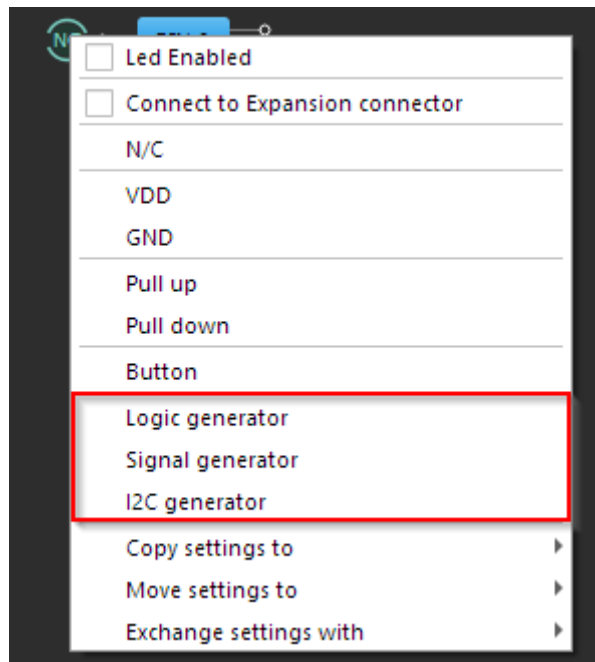 Led Enabled
Connect to Expansion connector
N/C
VDD
GND
Pull up
Pull down
Button
Logic generator
Signal generator
I2C generator
Copy settings to
Move settings to
Exchange settings with